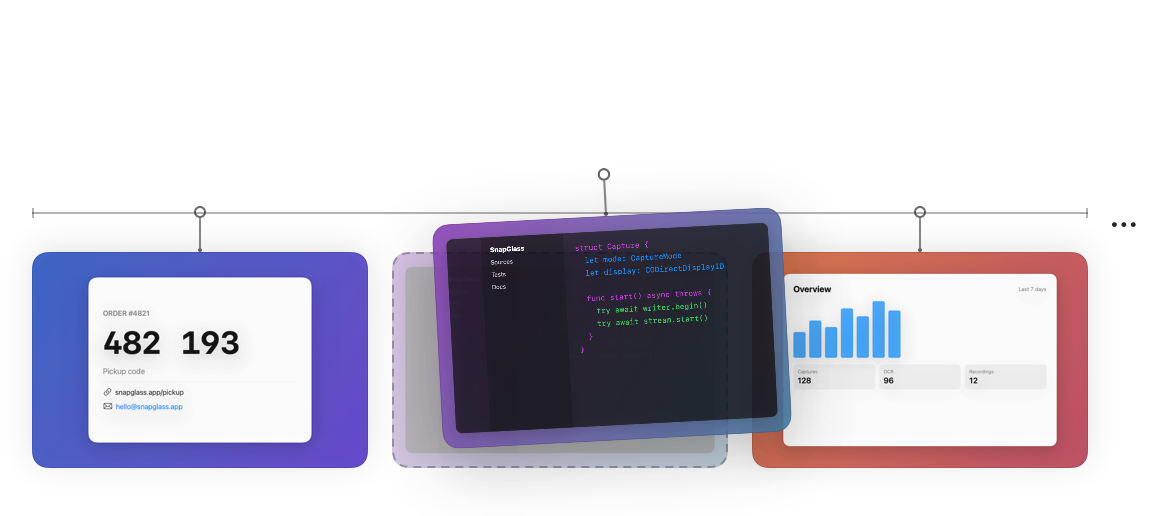 ORDER #4821
482 193
Pickup code
snapglass.app/pickup
hello@snapglass.app
SnapGlass
Sources
Tests
Docs
struct Capture {
let mode: CaptureMode
let display: CGDirectDisplayID
func start() async throws {
try await writer.begin()
try await stream.start()
}
}
Overview
Last 7 days
Captures
128
OCR
96
Recordings
12